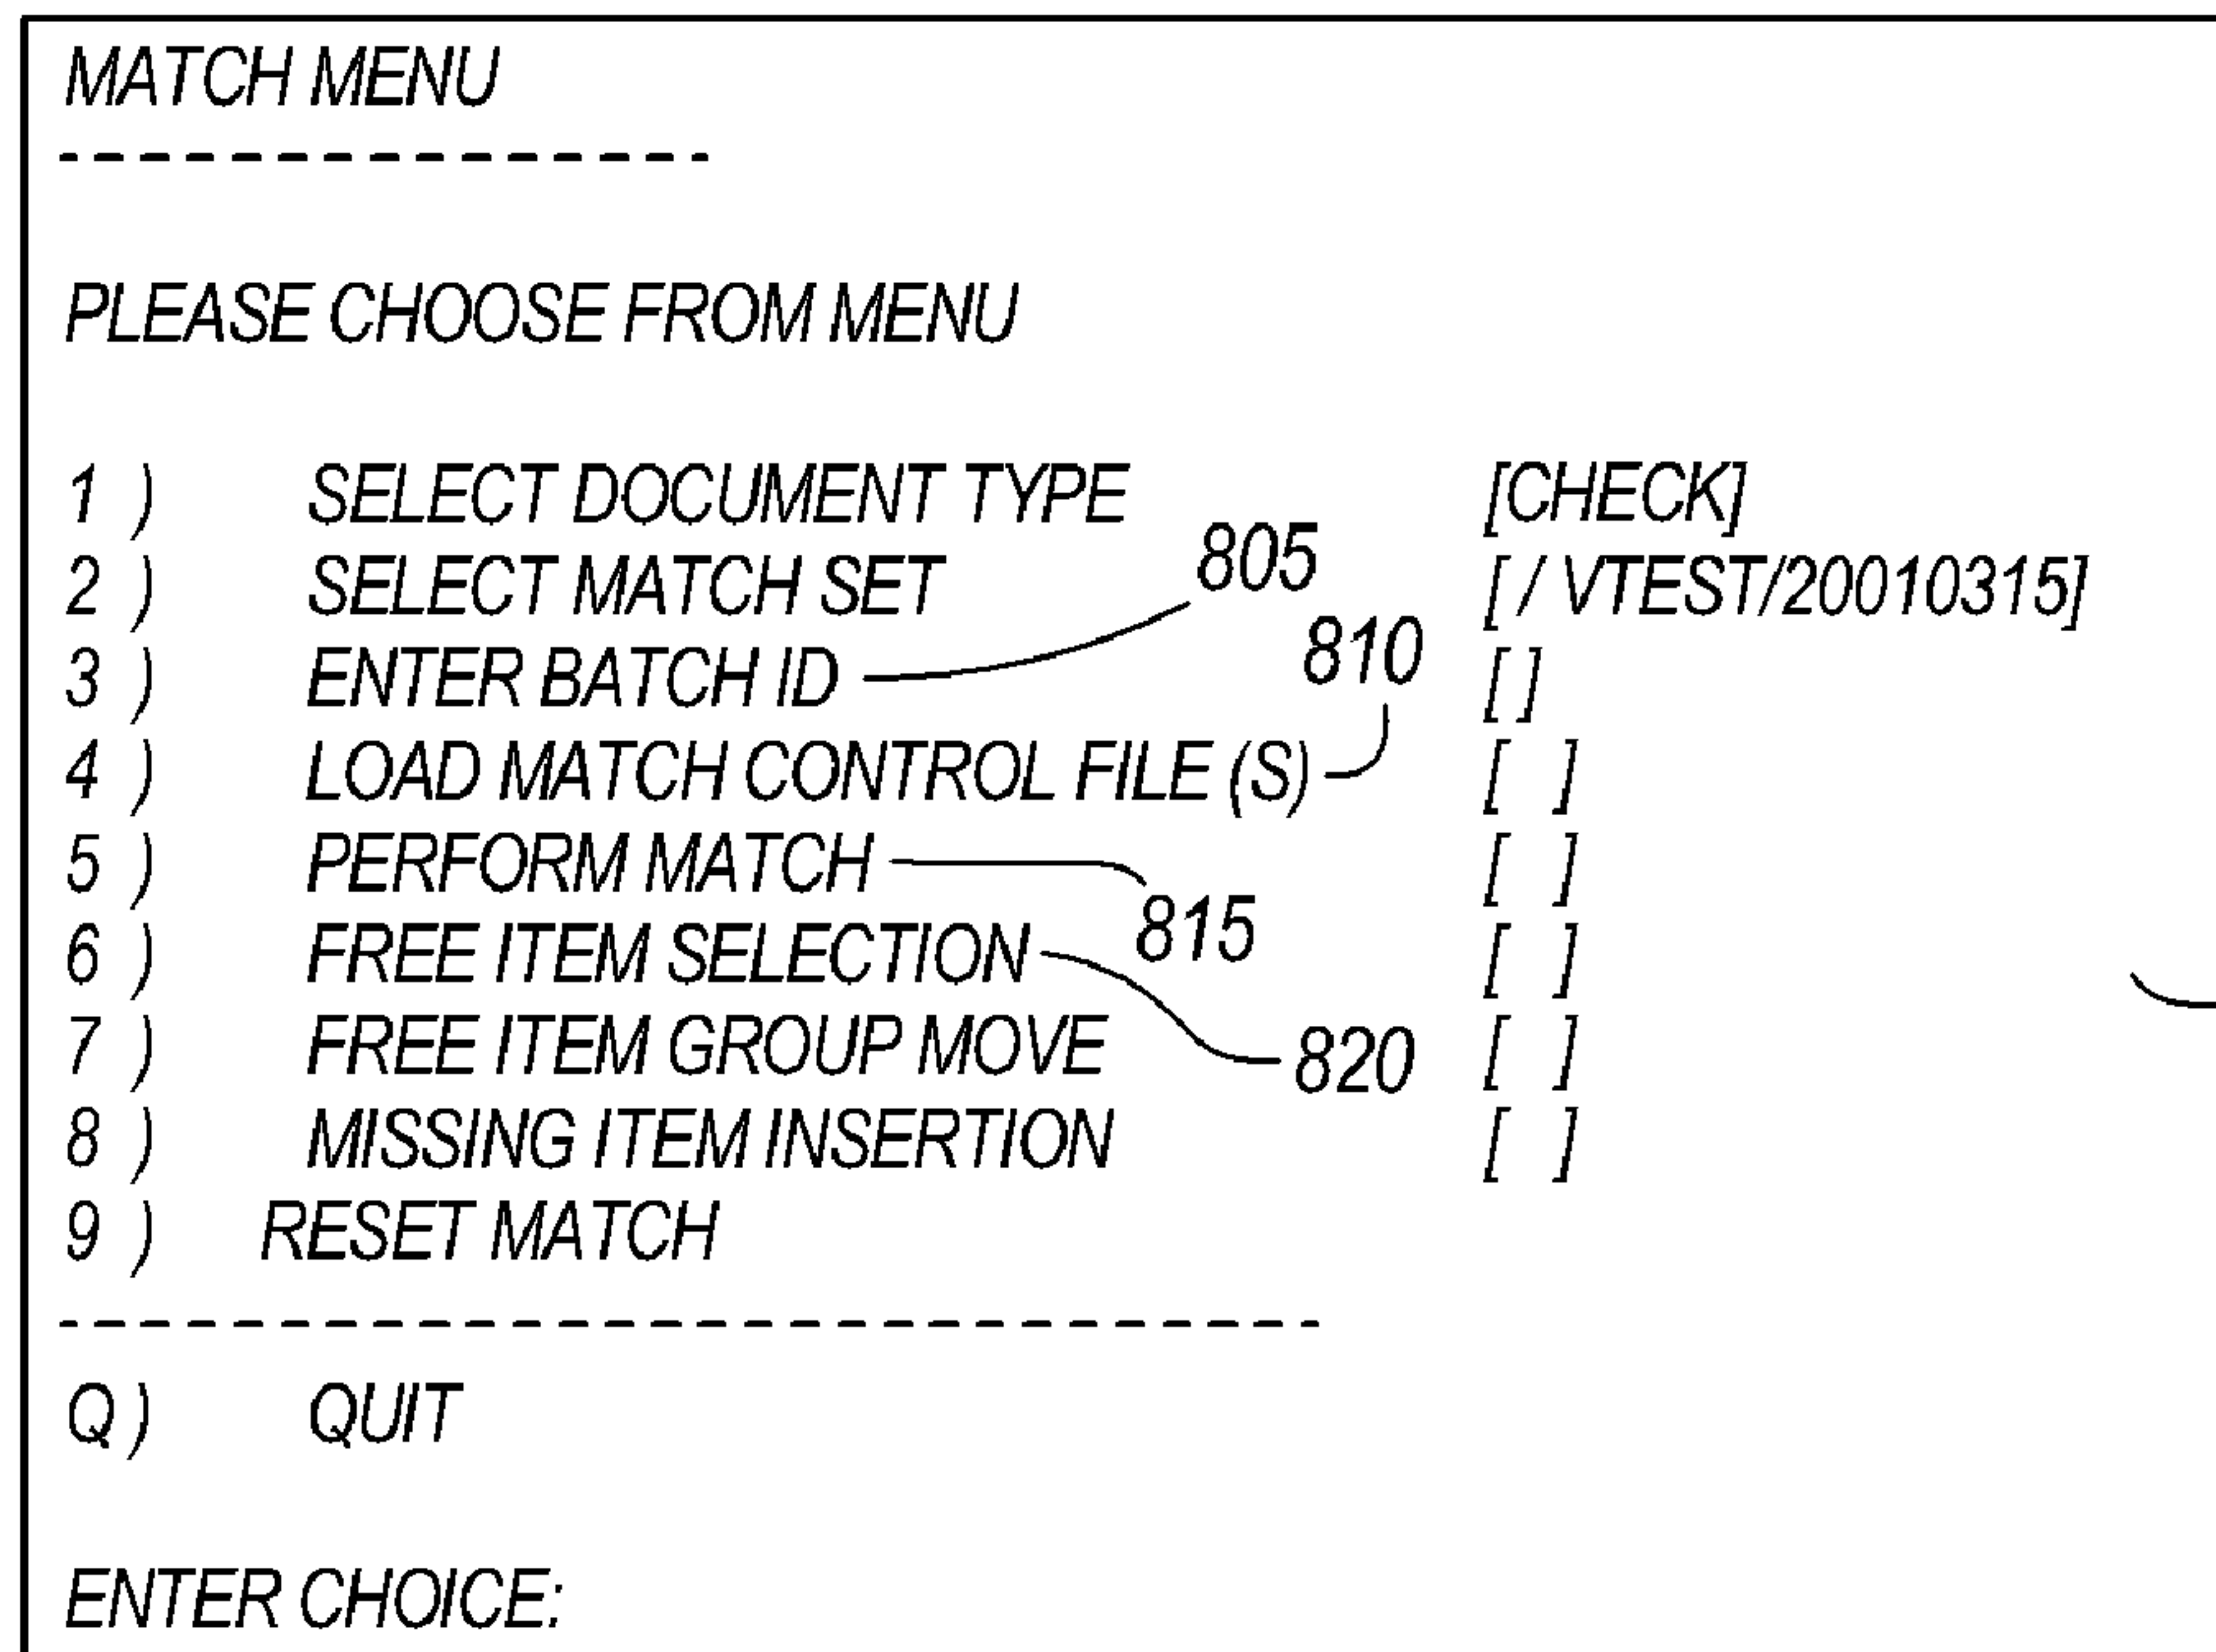 MATCH MENU
PLEASE CHOOSE FROM MENU
1 ) SELECT DOCUMENT TYPE [CHECK]
2 ) SELECT MATCH SET 805 [ / VTEST/20010315]
3 ) ENTER BATCH ID 810 [ ]
4 ) LOAD MATCH CONTROL FILE (S) [ ]
5 ) PERFORM MATCH [ ]
6 ) FREE ITEM SELECTION 815 [ ]
7 ) FREE ITEM GROUP MOVE 820 [ ]
8 ) MISSING ITEM INSERTION [ ]
9 ) RESET MATCH
Q ) QUIT
ENTER CHOICE: